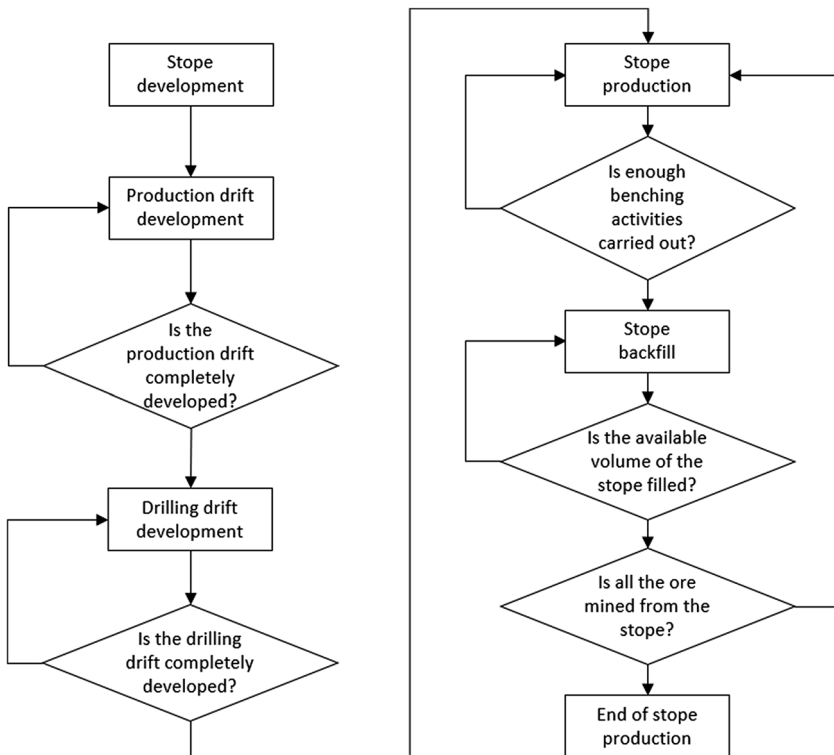 Stope
development
Production drift
development
Is the
production drift
completely
developed?
Drilling drift
development
Is the drilling
drift completely
developed?
Stope
production
Is enough
benching
activities
carried out?
Stope
backfill
Is the available
volume of the
stope filled?
Is all the ore
mined from the
stope?
End of stope
production